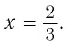 x = 2/3.